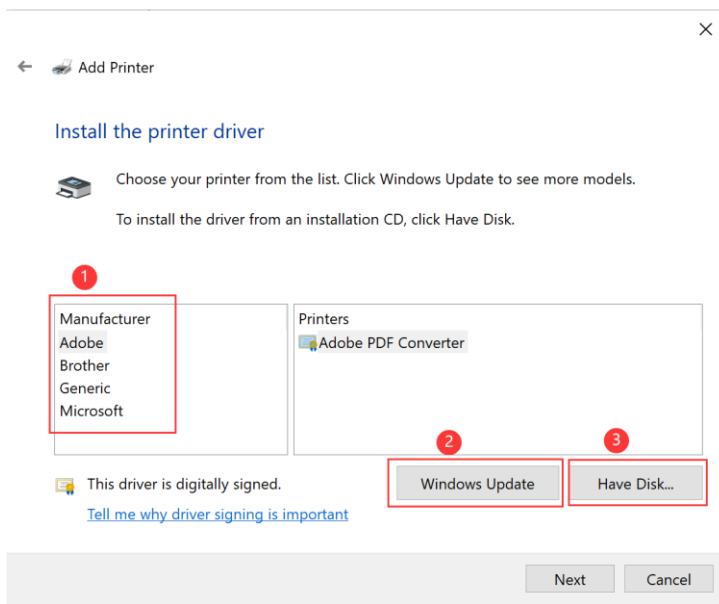 Add Printer
Install the printer driver
Choose your printer from the list. Click Windows Update to see more models.
To install the driver from an installation CD, click Have Disk.
1
Manufacturer
Adobe
Brother
Generic
Microsoft
Printers
Adobe PDF Converter
2
3
This driver is digitally signed.
Tell me why driver signing is important
Windows Update
Have Disk...
Next
Cancel